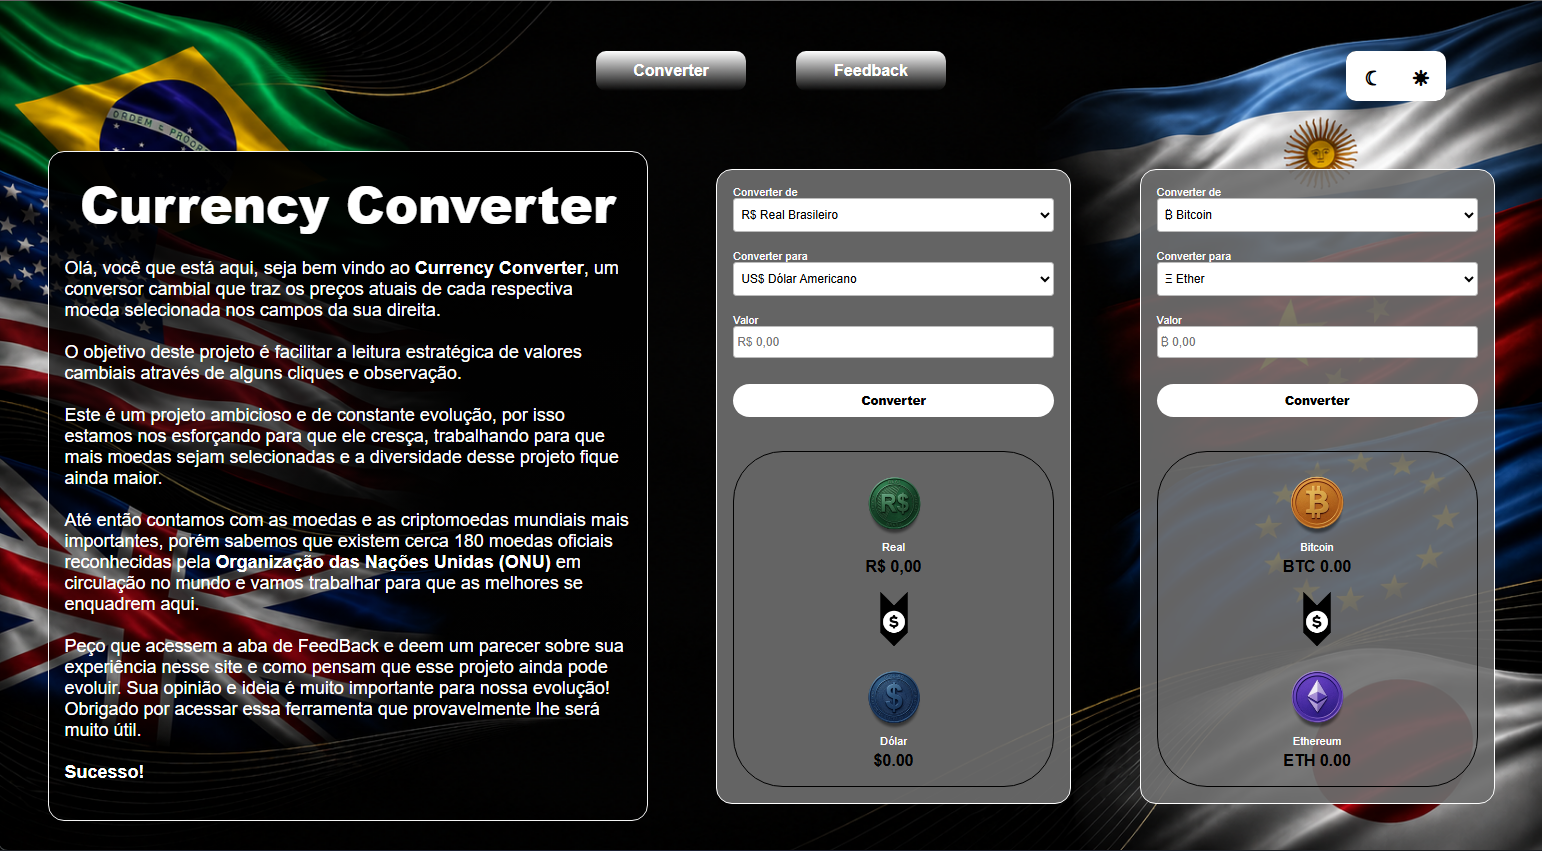 Converter
Feedback
ORDEM E PROGR
Currency Converter
Olá, você que está aqui, seja bem vindo ao Currency Converter, um
conversor cambial que traz os preços atuais de cada respectiva
moeda selecionada nos campos da sua direita.
O objetivo deste projeto é facilitar a leitura estratégica de valores
cambiais através de alguns cliques e observação.
Este é um projeto ambicioso e de constante evolução, por isso
estamos nos esforçando para que ele cresça, trabalhando para que
mais moedas sejam selecionadas e a diversidade desse projeto fique
ainda maior.
Até então contamos com as moedas e as criptomoedas mundiais mais
importantes, porém sabemos que existem cerca 180 moedas oficiais
reconhecidas pela Organização das Nações Unidas (ONU) em
circulação no mundo e vamos trabalhar para que as melhores se
enquadrem aqui.
Peço que acessem a aba de FeedBack e deem um parecer sobre sua
experiência nesse site e como pensam que esse projeto ainda pode
evoluir. Sua opinião e ideia é muito importante para nossa evolução!
Obrigado por acessar essa ferramenta que provavelmente lhe será
muito útil.
Sucesso!
Converter de
R$ Real Brasileiro
Converter para
US$ Dólar Americano
Valor
R$ 0,00
Converter
R$
Real
R$ 0,00
$
$
Dólar
$0.00
Converter de
₿ Bitcoin
Converter para
Ξ Ether
Valor
₿ 0,00
Converter
₿
Bitcoin
BTC 0.00
$
Ethereum
ETH 0.00